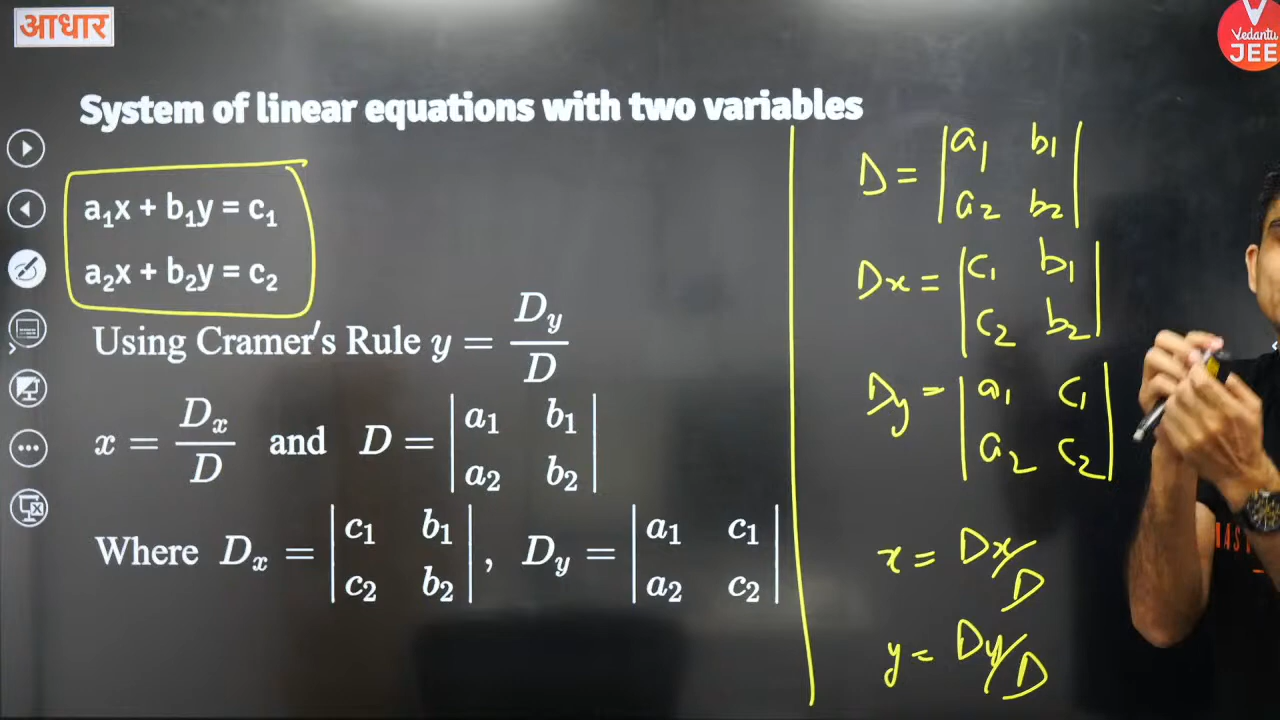 आधार
Vedantu
JEE
System of linear equations with two variables
a₁x + b₁y = c₁
a₂x + b₂y = c₂
Using Cramer's Rule y = D_y / D
x = D_x / D and D = | a₁ b₁ |
| a₂ b₂ |
Where D_x = | c₁ b₁ | , D_y = | a₁ c₁ |
| c₂ b₂ | | a₂ c₂ |
D = | a₁ b₁ |
| a₂ b₂ |
Dx = | c₁ b₁ |
| c₂ b₂ |
Dy = | a₁ c₁ |
| a₂ c₂ |
x = Dx/D
y = Dy/D